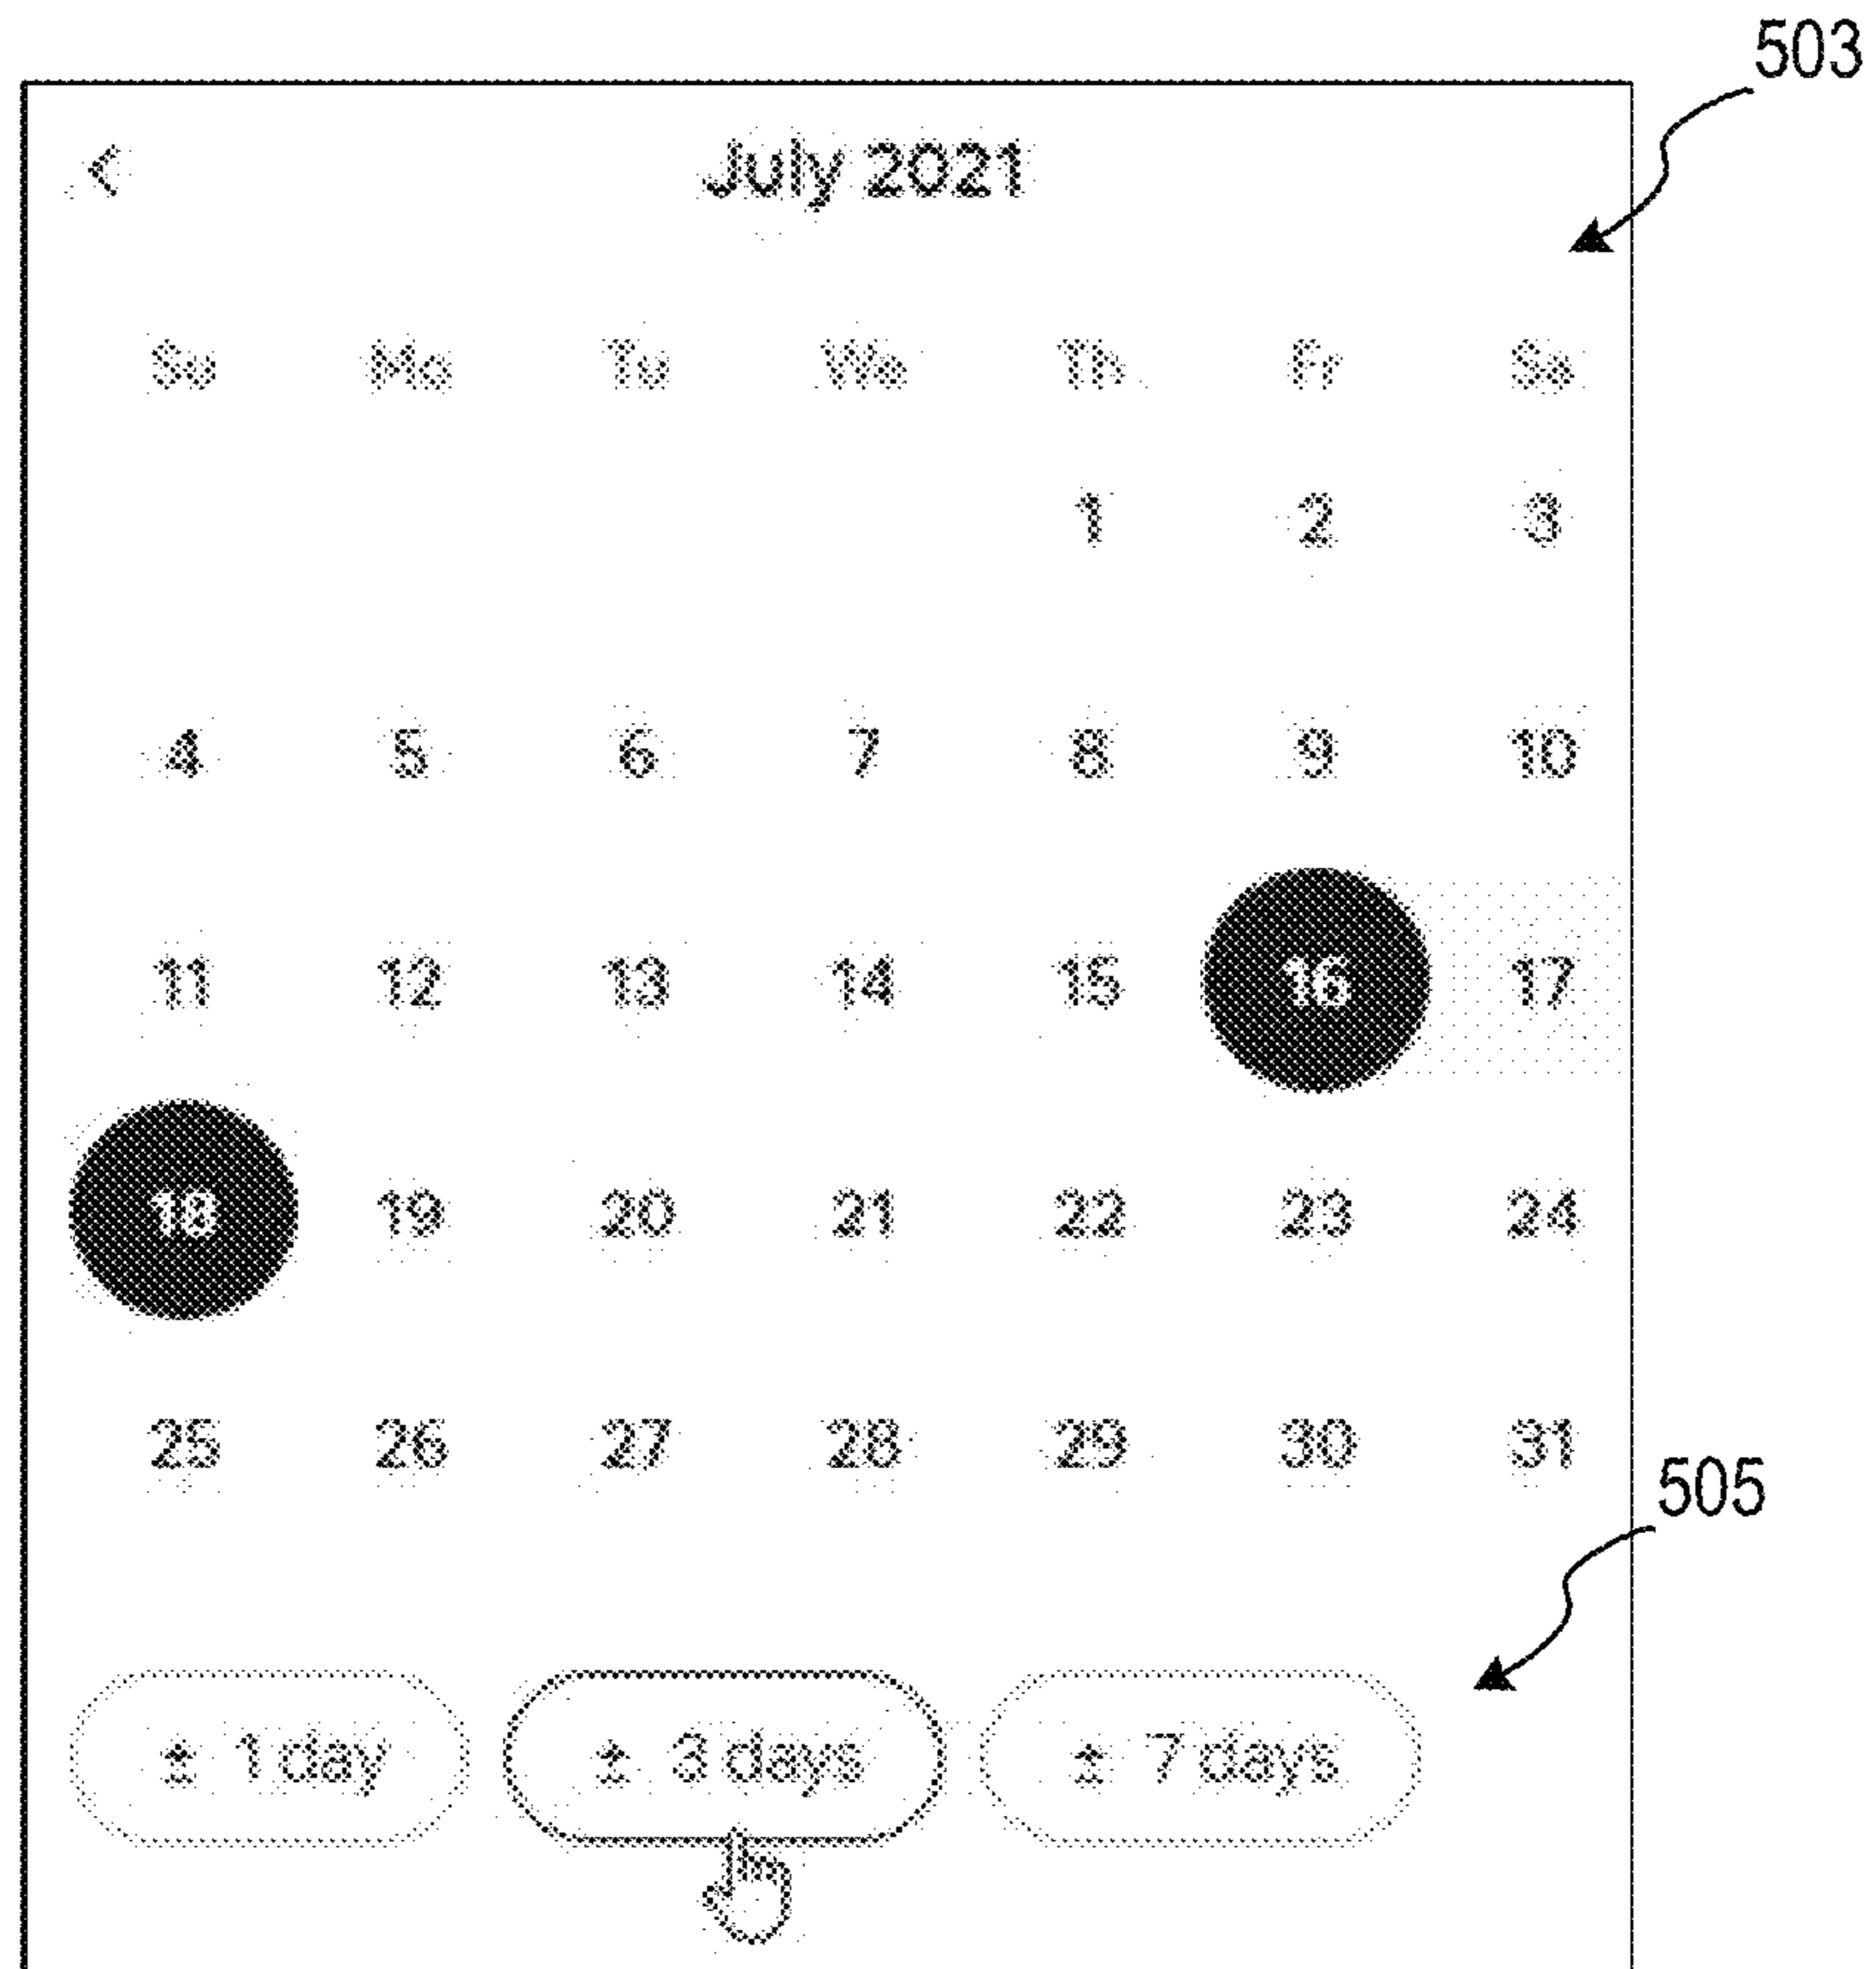 503
July 2021
Su Mo Tu We Th Fr Sa
1 2 3
4 5 6 7 8 9 10
11 12 13 14 15 16 17
18 19 20 21 22 23 24
25 26 27 28 29 30 31
505
± 1 day ± 3 days ± 7 days